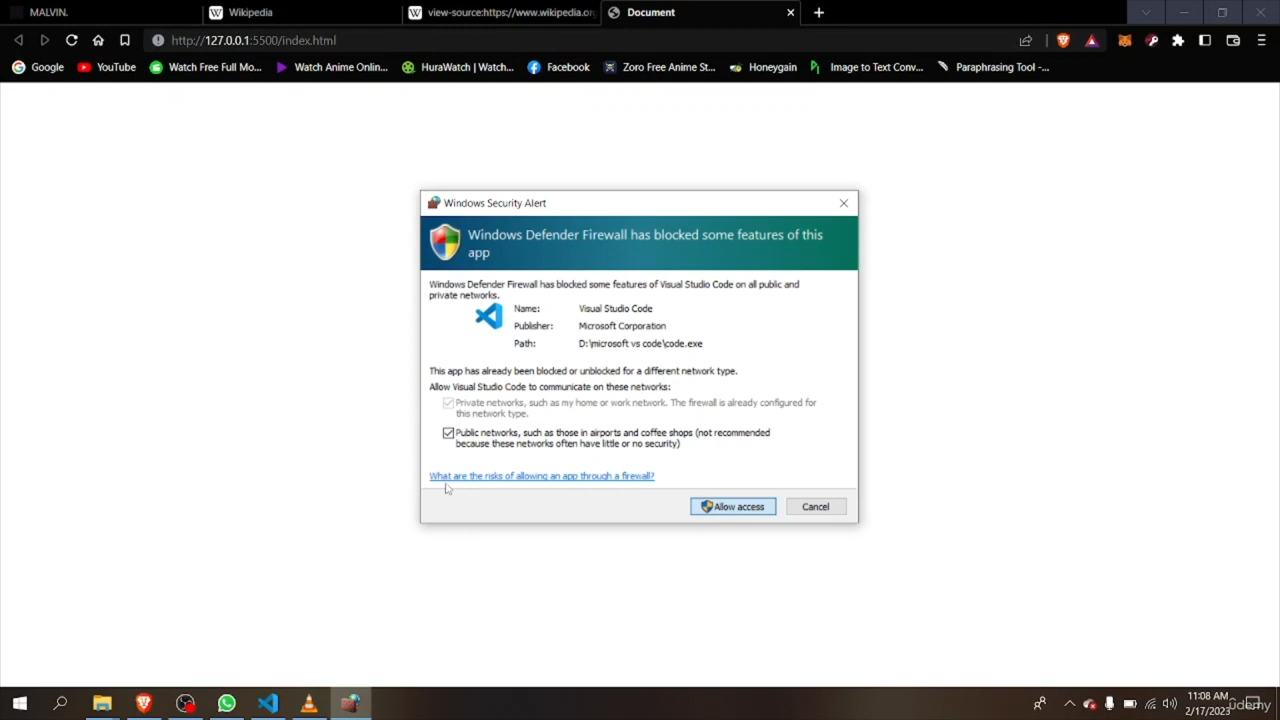 MALVIN.
Wikipedia
view-source:https://www.wikipedia.org
Document
http://127.0.0.1:5500/index.html
Google
YouTube
Watch Free Full Mo...
Watch Anime Onlin...
HuraWatch | Watch...
Facebook
Zoro Free Anime St...
Honeygain
Image to Text Conv...
Paraphrasing Tool -...
Windows Security Alert
Windows Defender Firewall has blocked some features of this
app
Windows Defender Firewall has blocked some features of Visual Studio Code on all public and
private networks.
Name: Visual Studio Code
Publisher: Microsoft Corporation
Path: D:\microsoft vs code\code.exe
This app has already been blocked or unblocked for a different network type.
Allow Visual Studio Code to communicate on these networks:
Private networks, such as my home or work network. The firewall is already configured for
this network type.
Public networks, such as those in airports and coffee shops (not recommended
because these networks often have little or no security)
What are the risks of allowing an app through a firewall?
Allow access
Cancel
11:08 AM
2/17/2023
udemy